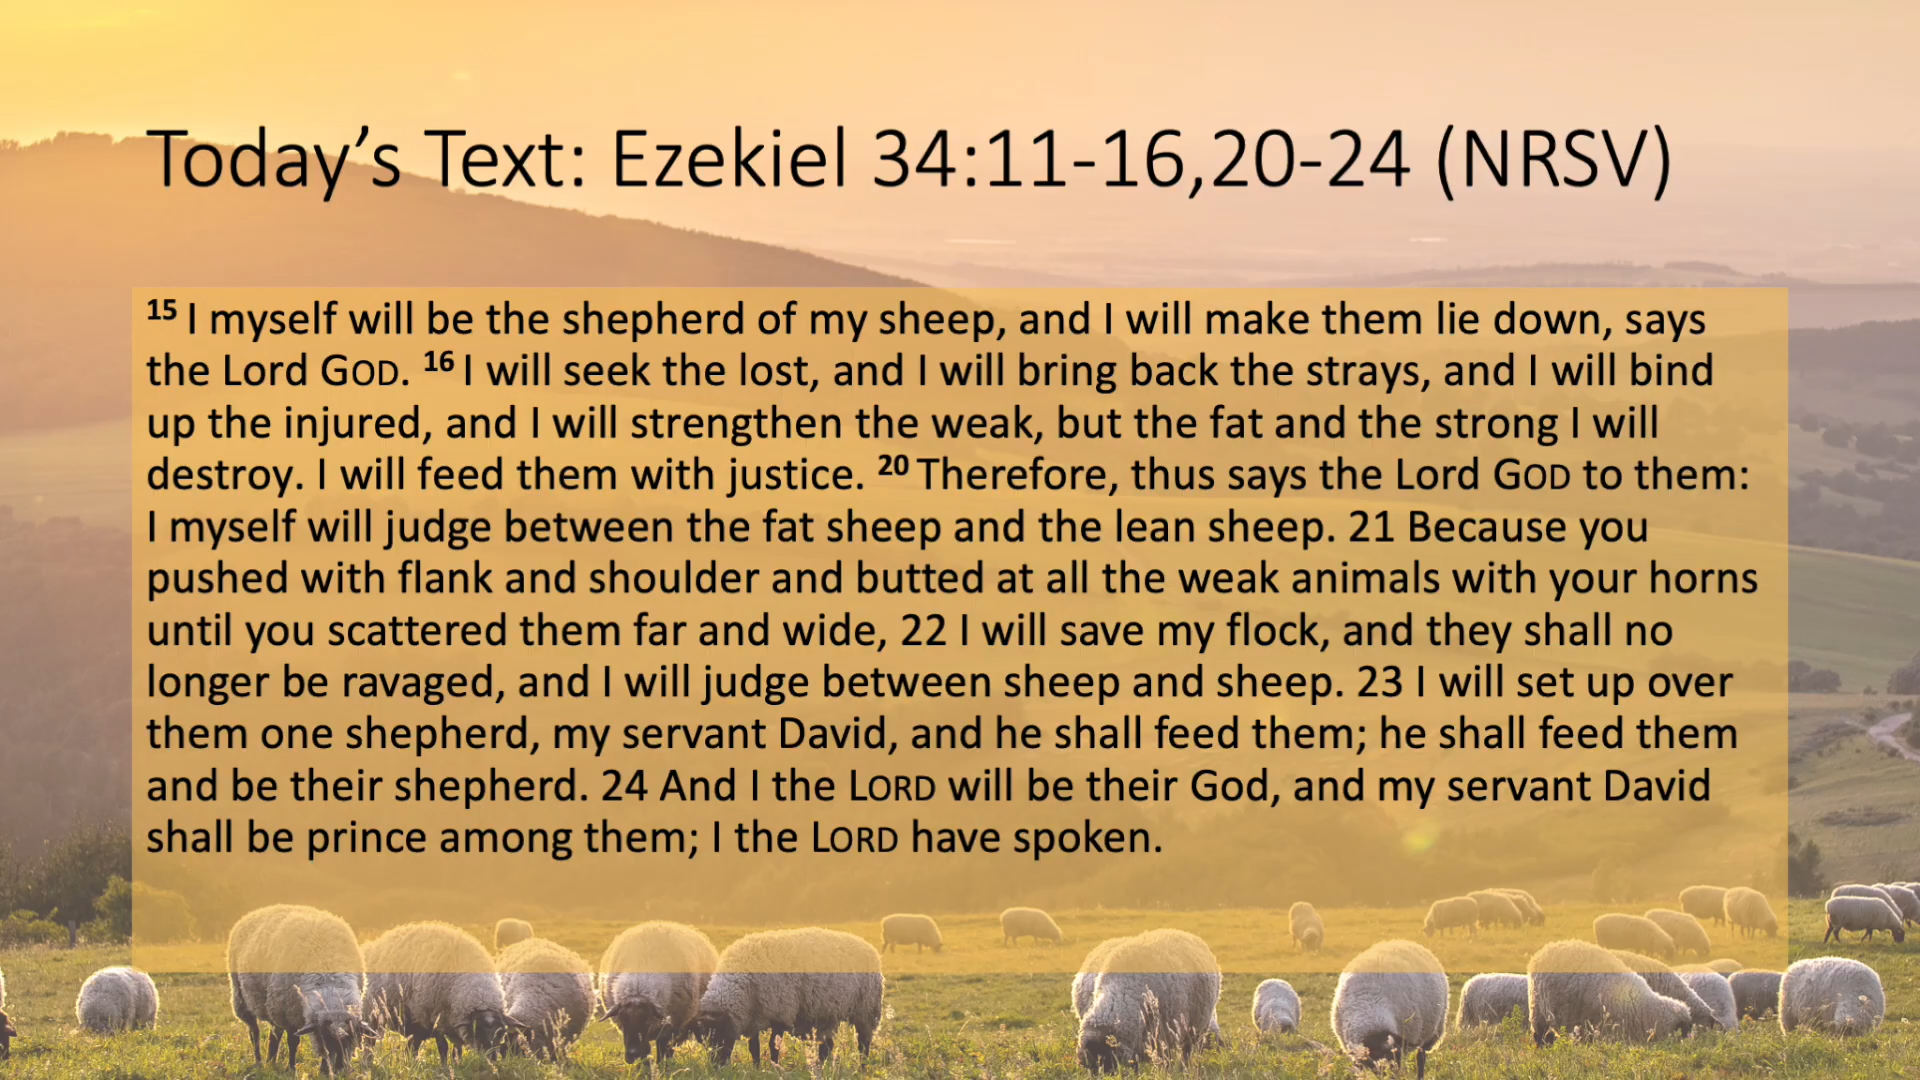 Today’s Text: Ezekiel 34:11-16,20-24 (NRSV)
15 I myself will be the shepherd of my sheep, and I will make them lie down, says
the Lord GOD. 16 I will seek the lost, and I will bring back the strays, and I will bind
up the injured, and I will strengthen the weak, but the fat and the strong I will
destroy. I will feed them with justice. 20 Therefore, thus says the Lord GOD to them:
I myself will judge between the fat sheep and the lean sheep. 21 Because you
pushed with flank and shoulder and butted at all the weak animals with your horns
until you scattered them far and wide, 22 I will save my flock, and they shall no
longer be ravaged, and I will judge between sheep and sheep. 23 I will set up over
them one shepherd, my servant David, and he shall feed them; he shall feed them
and be their shepherd. 24 And I the LORD will be their God, and my servant David
shall be prince among them; I the LORD have spoken.